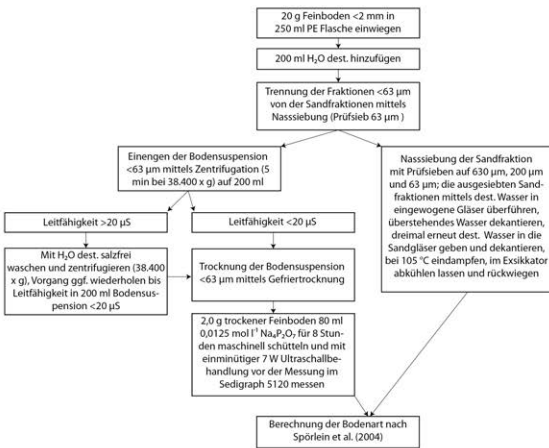 20 g Feinboden <2 mm in
250 ml PE Flasche einwiegen
200 ml H₂O dest. hinzufügen
Trennung der Fraktionen <63 µm
von der Sandfraktionen mittels
Nasssiebung (Prüfsieb 63 µm )
Einengen der Bodensuspension
<63 µm mittels Zentrifugation (5
min bei 38.400 x g) auf 200 ml
Nasssiebung der Sandfraktion
mit Prüfsieben auf 630 µm, 200 µm
und 63 µm; die ausgesiebten Sand-
fraktionen mittels dest. Wasser in
eingewogene Gläser überführen,
überstehendes Wasser dekantieren,
dreimal erneut dest. Wasser in die
Sandgläser geben und dekantieren,
bei 105 °C eindampfen, im Exsikkator
abkühlen lassen und rückwiegen
Leitfähigkeit >20 µS
Leitfähigkeit <20 µS
Mit H₂O dest. salzfrei
waschen und zentrifugieren (38.400
x g), Vorgang ggf. wiederholen bis
Leitfähigkeit in 200 ml Bodensus-
pension <20 µS
Trocknung der Bodensuspension
<63 µm mittels Gefriertrocknung
2,0 g trockener Feinboden 80 ml
0,0125 mol l⁻¹ Na₄P₂O₇ für 8 Stun-
den maschinell schütteln und mit
einminütiger 7 W Ultraschallbe-
handlung vor der Messung im
Sedigraph 5120 messen
Berechnung der Bodenart nach
Spörlein et al. (2004)